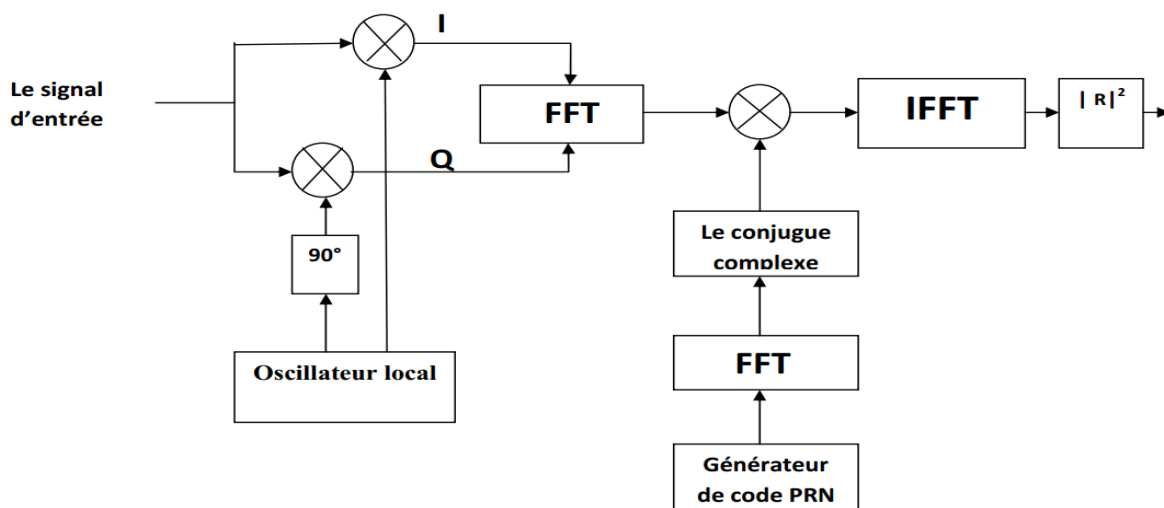 I
Le signal
d'entrée
FFT
IFFT
| R|²
Q
90°
Le conjugue
complexe
Oscillateur local
FFT
Générateur
de code PRN